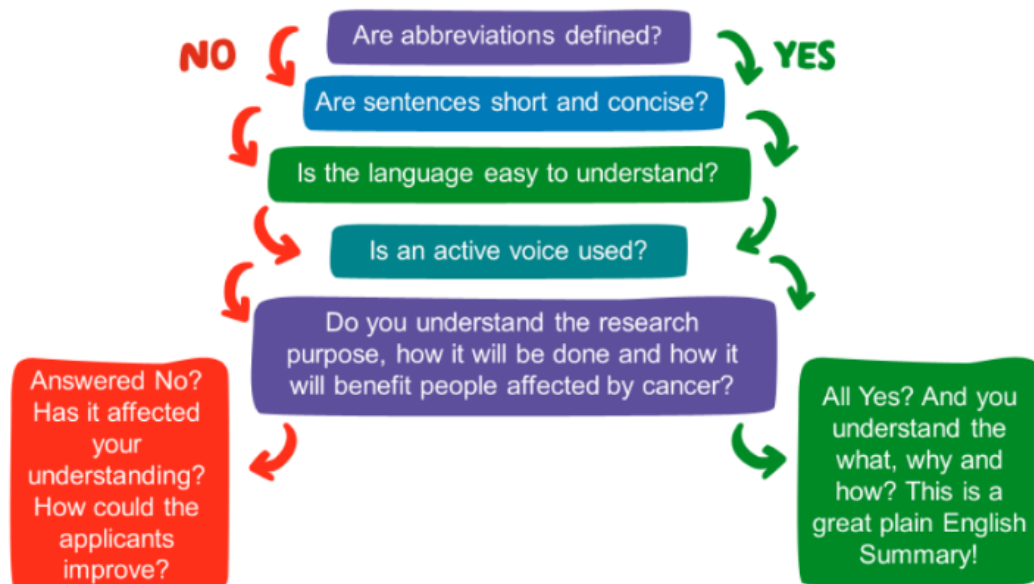 Are abbreviations defined?
NO
YES
Are sentences short and concise?
Is the language easy to understand?
Is an active voice used?
Do you understand the research
purpose, how it will be done and how it
will benefit people affected by cancer?
Answered No?
Has it affected
your
understanding?
How could the
applicants
improve?
All Yes? And you
understand the
what, why and
how? This is a
great plain English
Summary!